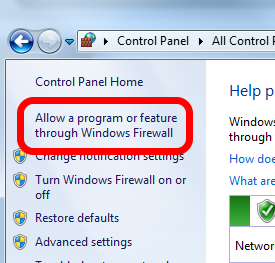 Control Panel
All Control
Control Panel Home
Help p
Allow a program or feature
through Windows Firewall
Windows
through
Change notification settings
How doe
Turn Windows Firewall on or
off
What are
Restore defaults
Advanced settings
Networ